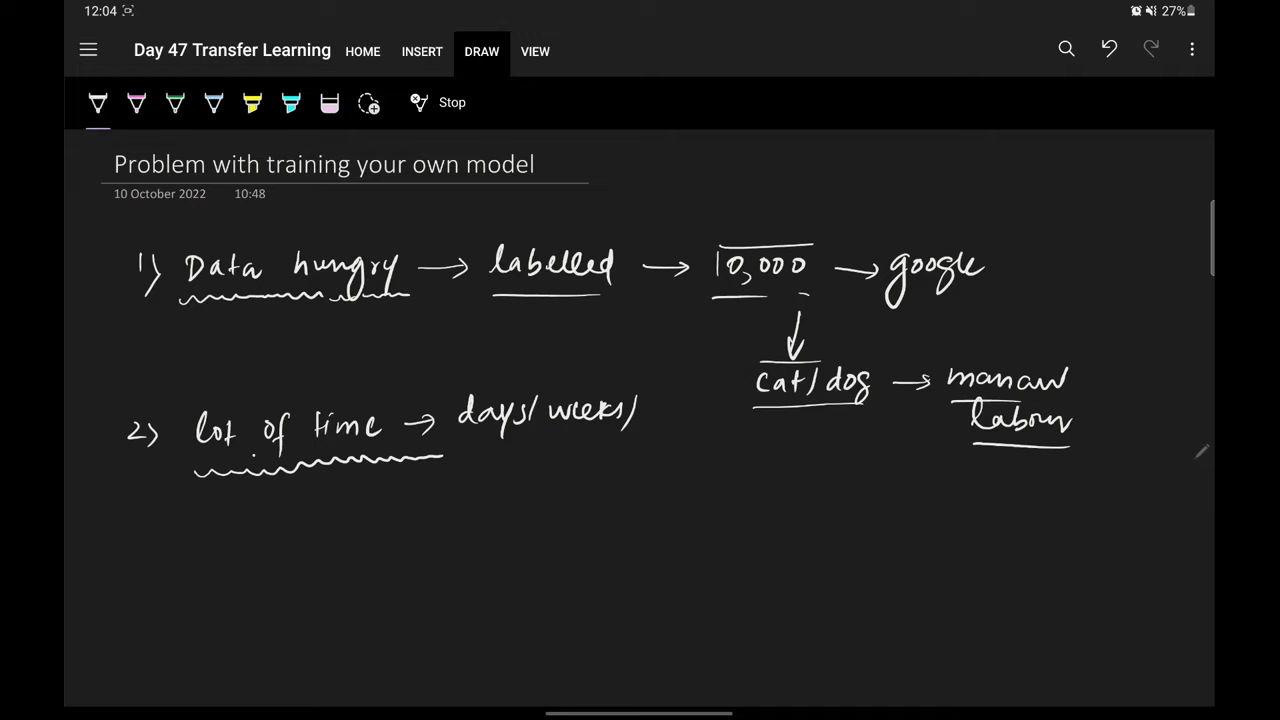 12:04 27%
Day 47 Transfer Learning HOME INSERT DRAW VIEW
Stop
Problem with training your own model
10 October 2022 10:48
1) Data hungry → labelled → 10,000 → google
cat/dog → manual
labour
2) lot of time → days/weeks/